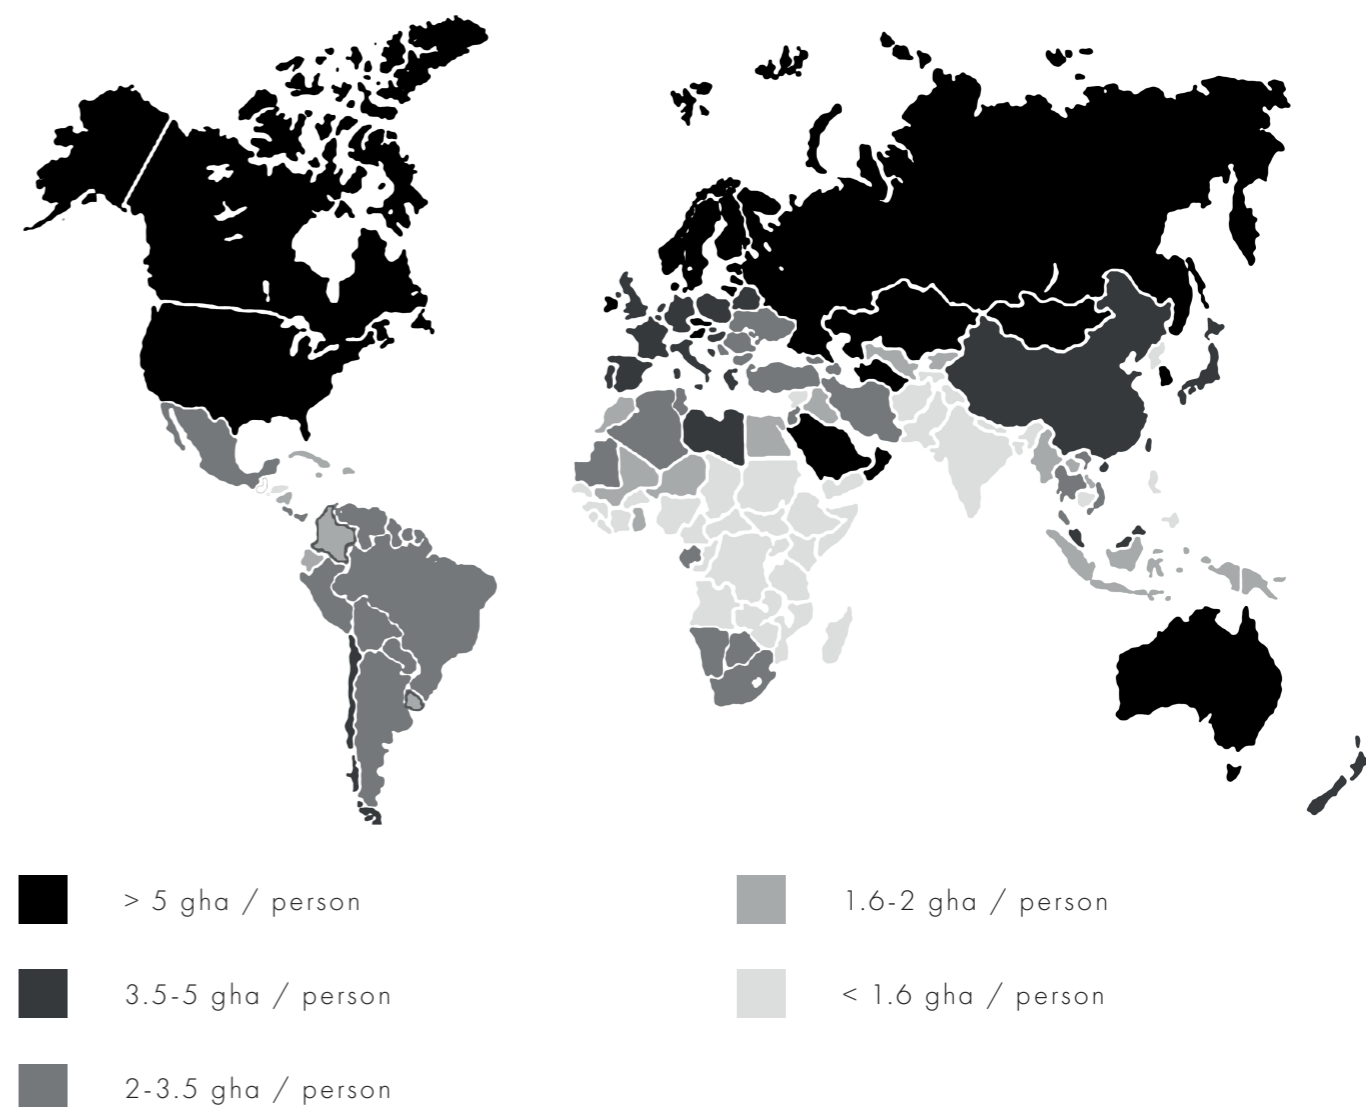 > 5 gha / person
3.5-5 gha / person
2-3.5 gha / person
1.6-2 gha / person
< 1.6 gha / person